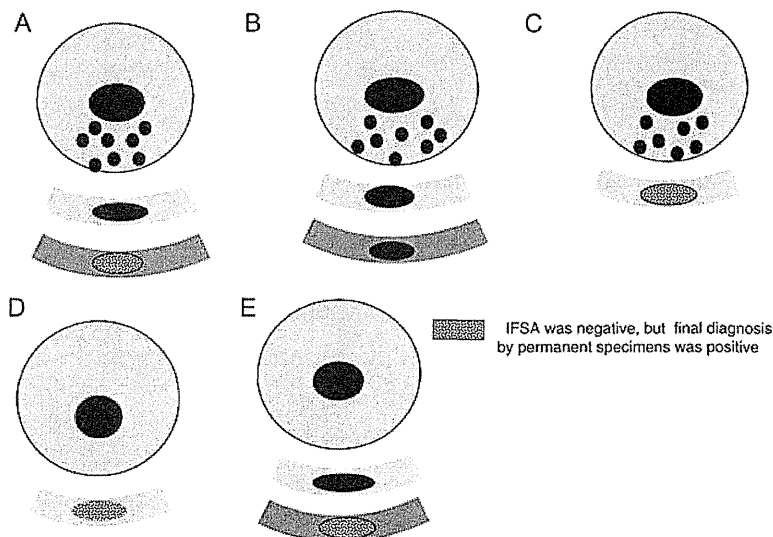 A
B
C
D
E
IFSA was negative, but final diagnosis
by permanent specimens was positive